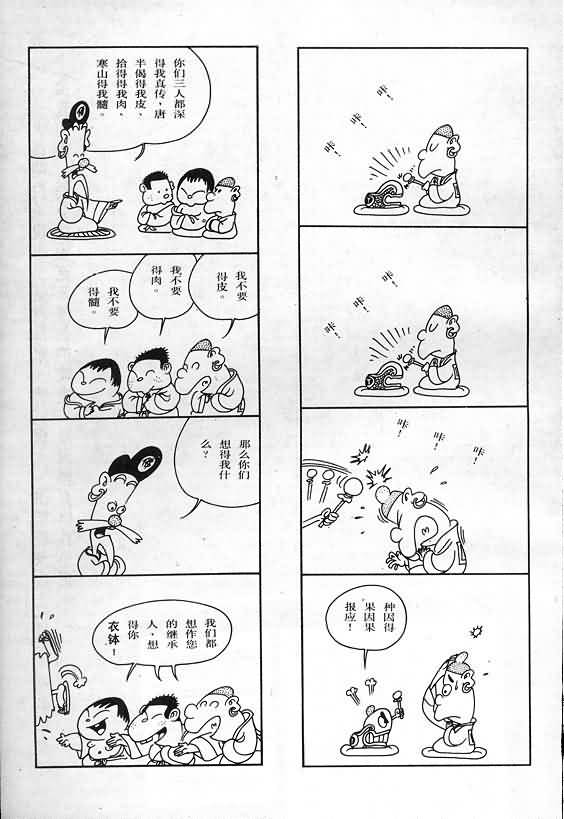 咔！
咔！
咔！
咔！
咔！
咔！
咔！
咔！
咔！
种因得
果，因果
报应！
你们三人都深
得我真传、唐
半偈得我皮、
拾得得我肉、
寒山得我髓。
佛
我不要
得皮。
我不要
得肉。
我不要
得髓。
那么你们
想得我什
么？
佛
我们都
想作您
的继承
人，想
得你
衣钵！